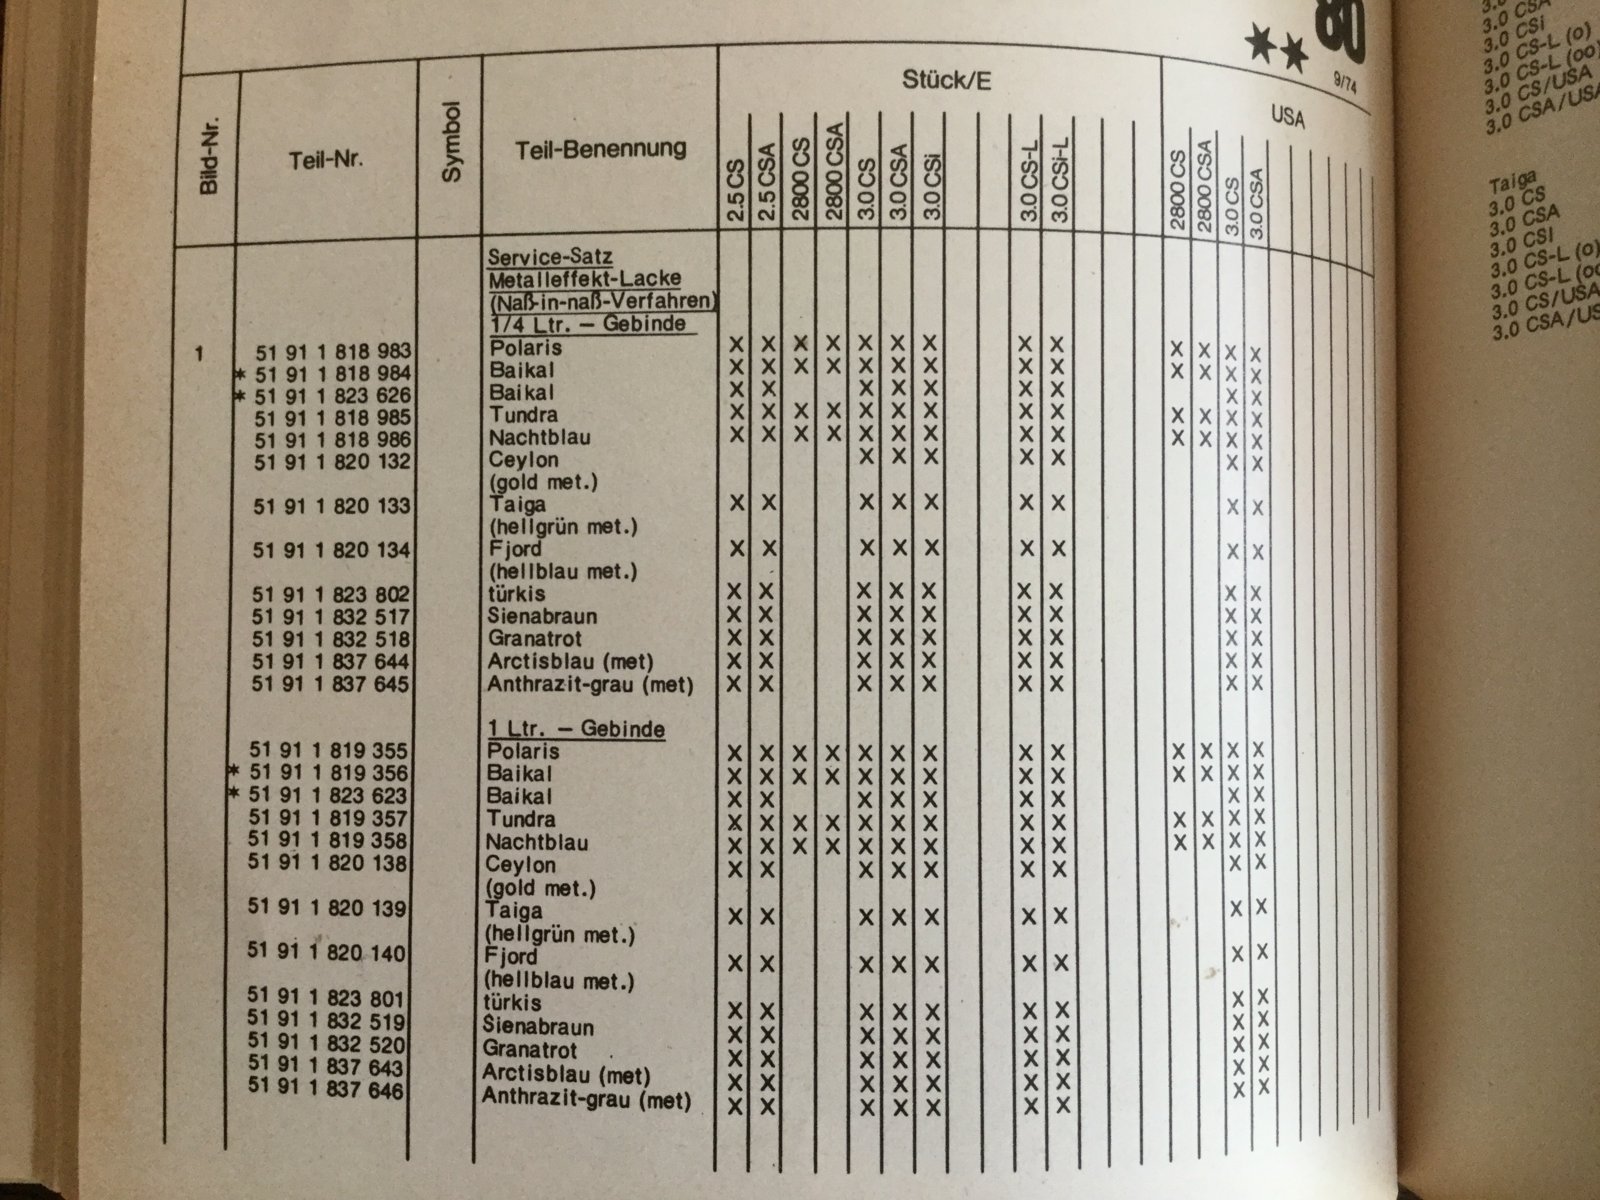 80
**
9/74
Bild-Nr.
Teil-Nr.
Symbol
Teil-Benennung
Stück/E
USA
2.5 CS
2.5 CSA
2800 CS
2800 CSA
3.0 CS
3.0 CSA
3.0 CSi
3.0 CS-L
3.0 CSi-L
2800 CS
2800 CSA
3.0 CS
3.0 CSA
Service-Satz
Metalleffekt-Lacke
(Naß-in-naß-Verfahren)
1/4 Ltr. – Gebinde
1 51 91 1 818 983 Polaris X X X X X X X X X X X X X
* 51 91 1 818 984 Baikal X X X X X X X X X X X X X
* 51 91 1 823 626 Baikal X X X X X X X X X
51 91 1 818 985 Tundra X X X X X X X X X X X X X
51 91 1 818 986 Nachtblau X X X X X X X X X X X X X
51 91 1 820 132 Ceylon X X X X X X X
(gold met.)
51 91 1 820 133 Taiga X X X X X X X X X
(hellgrün met.)
51 91 1 820 134 Fjord X X X X X X X X X
(hellblau met.)
51 91 1 823 802 türkis X X X X X X X X X
51 91 1 832 517 Sienabraun X X X X X X X X X
51 91 1 832 518 Granatrot X X X X X X X X X
51 91 1 837 644 Arctisblau (met) X X X X X X X X X
51 91 1 837 645 Anthrazit-grau (met) X X X X X X X X X
1 Ltr. – Gebinde
51 91 1 819 355 Polaris X X X X X X X X X X X X X
* 51 91 1 819 356 Baikal X X X X X X X X X X X X X
* 51 91 1 823 623 Baikal X X X X X X X X X
51 91 1 819 357 Tundra X X X X X X X X X X X X X
51 91 1 819 358 Nachtblau X X X X X X X X X X X X X
51 91 1 820 138 Ceylon X X X X X X X X X
(gold met.)
51 91 1 820 139 Taiga X X X X X X X X X
(hellgrün met.)
51 91 1 820 140 Fjord X X X X X X X X X
(hellblau met.)
51 91 1 823 801 türkis X X X X X X X X X
51 91 1 832 519 Sienabraun X X X X X X X X X
51 91 1 832 520 Granatrot X X X X X X X X X
51 91 1 837 643 Arctisblau (met) X X X X X X X X X
51 91 1 837 646 Anthrazit-grau (met) X X X X X X X X X
3.0 CSA
3.0 CSi
3.0 CS-L (o)
3.0 CS-L (oo)
3.0 CS/USA
3.0 CSA/USA
Taiga
3.0 CS
3.0 CSA
3.0 CSI
3.0 CS-L (o)
3.0 CS-L
3.0 CS/USA
3.0 CSA/US